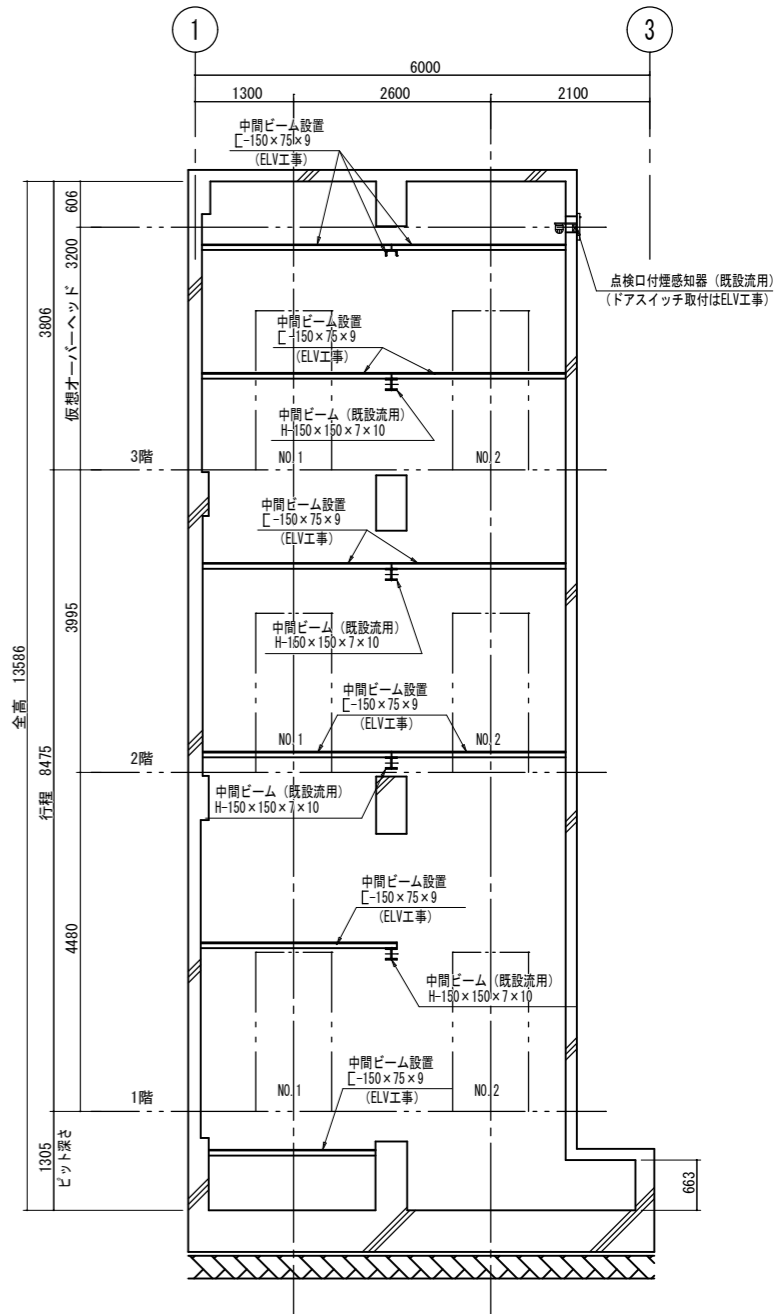 1
3
6000
1300
2600
2100
中間ビーム設置
[-150×75×9
(ELV工事)
606
3200
仮想オーバーヘッド
3806
点検口付煙感知器(既設流用)
(ドアスイッチ取付はELV工事)
中間ビーム設置
[-150×75×9
(ELV工事)
中間ビーム(既設流用)
H-150×150×7×10
3階
NO.1
NO.2
中間ビーム設置
[-150×75×9
(ELV工事)
3995
中間ビーム(既設流用)
H-150×150×7×10
全高 13586
行程 8475
中間ビーム設置
[-150×75×9
(ELV工事)
2階
NO.1
NO.2
中間ビーム(既設流用)
H-150×150×7×10
中間ビーム設置
[-150×75×9
(ELV工事)
4480
中間ビーム(既設流用)
H-150×150×7×10
中間ビーム設置
[-150×75×9
(ELV工事)
1階
NO.1
NO.2
1305
ピット深さ
663